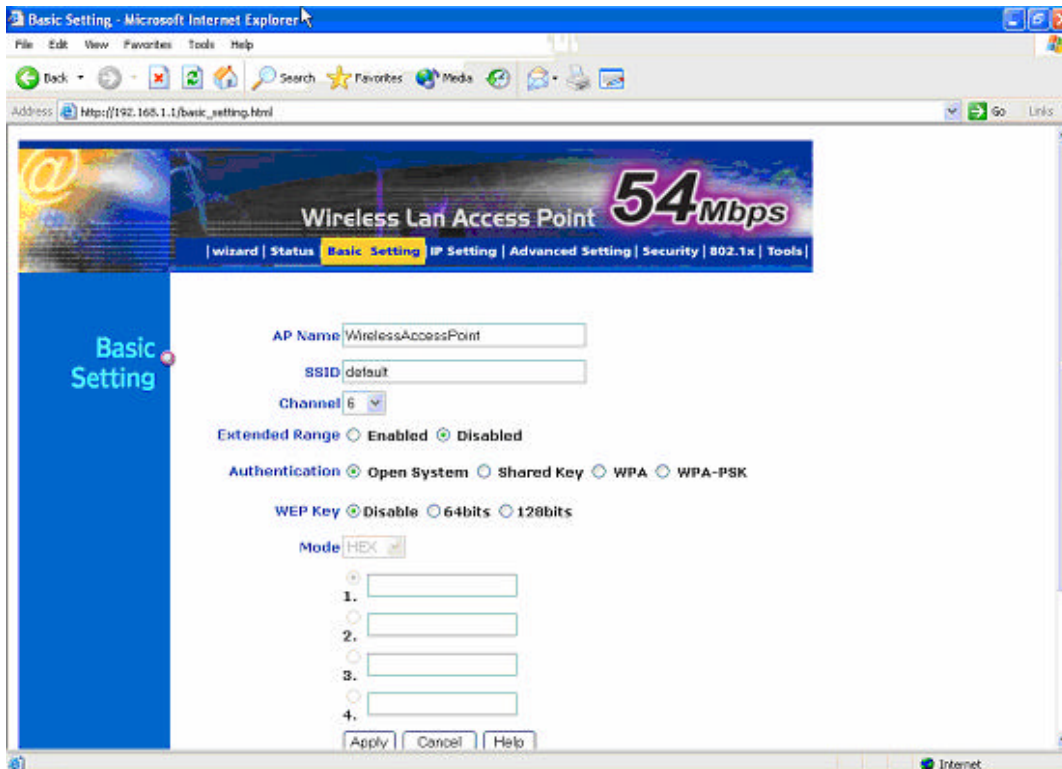 Basic Setting - Microsoft Internet Explorer
File Edit View Favorites Tools Help
Back Search Favorites Media
Address http://192.168.1.1/basic_setting.html Go Links
@
54Mbps
Wireless Lan Access Point
|wizard| Status |Basic Setting| IP Setting | Advanced Setting| Security | 802.1x | Tools|
Basic
Setting
AP Name WirelessAccessPoint
SSID default
Channel 6
Extended Range Enabled Disabled
Authentication Open System Shared Key WPA WPA-PSK
WEP Key Disable 64bits 128bits
Mode HEX
1.
2.
3.
4.
Apply Cancel Help
Internet